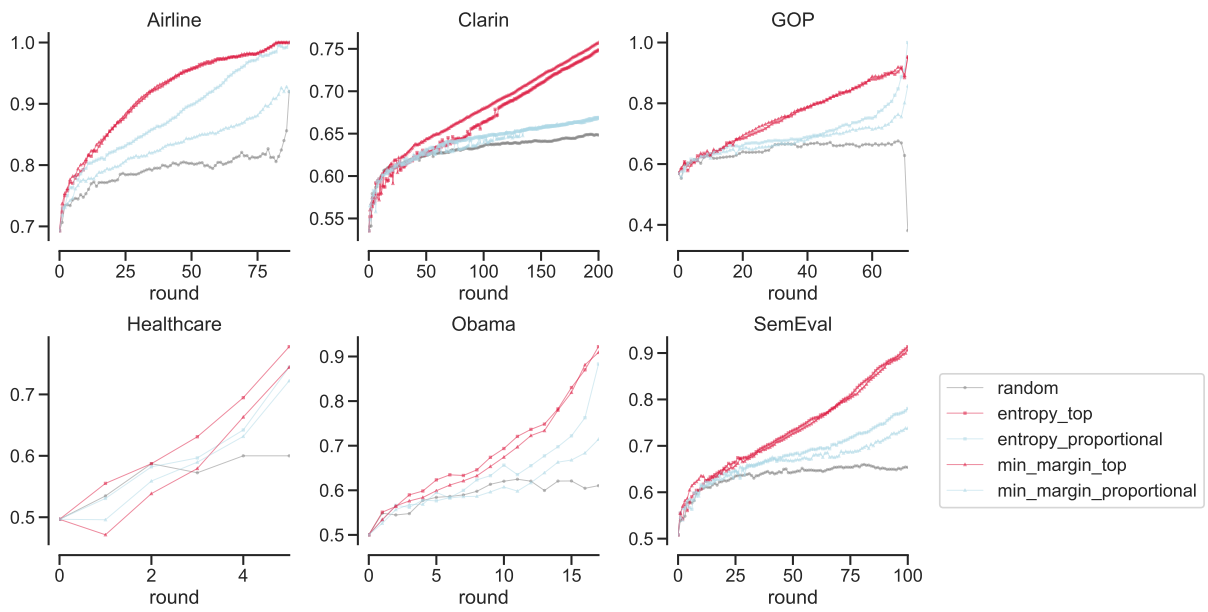 Airline
1.0
0.9
0.8
0.7
0 25 50 75
round
Clarin
0.75
0.70
0.65
0.60
0.55
0 50 100 150 200
round
GOP
1.0
0.8
0.6
0.4
0 20 40 60
round
Healthcare
0.7
0.6
0.5
0 2 4
round
Obama
0.9
0.8
0.7
0.6
0.5
0 5 10 15
round
SemEval
0.9
0.8
0.7
0.6
0.5
0 25 50 75 100
round
random
entropy_top
entropy_proportional
min_margin_top
min_margin_proportional